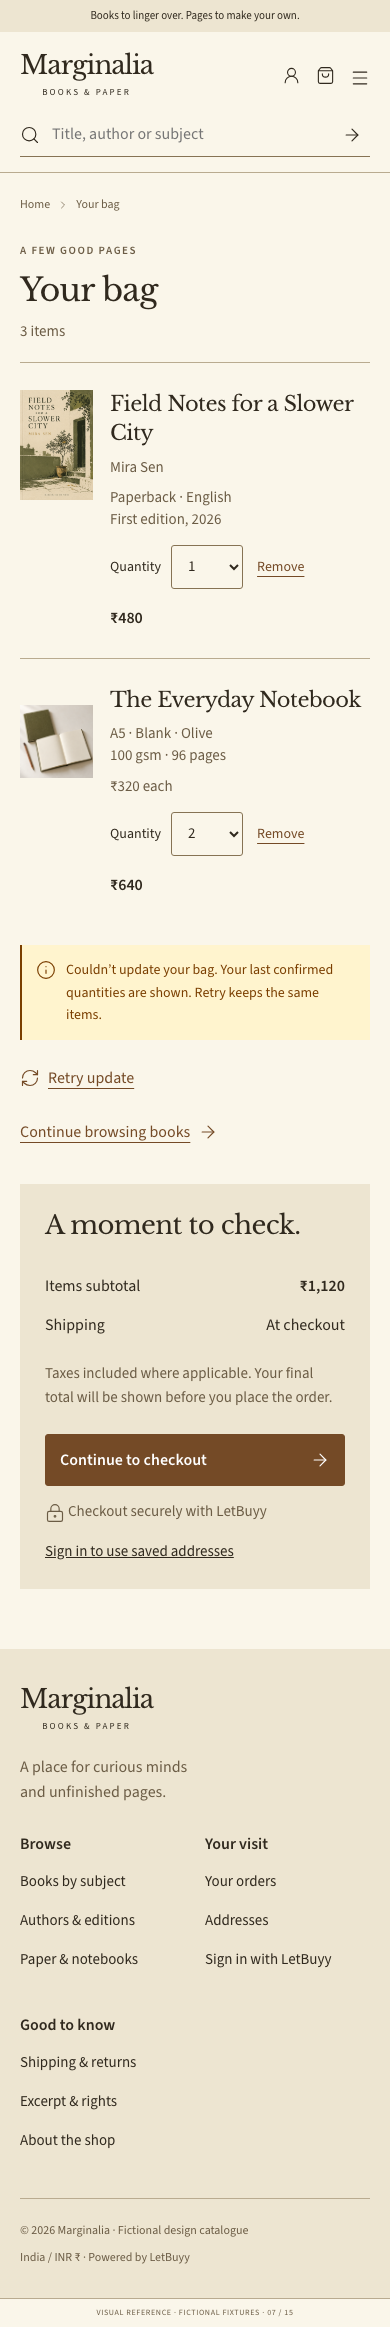 Books to linger over. Pages to make your own.
Marginalia
BOOKS & PAPER
Title, author or subject
Home
Your bag
A FEW GOOD PAGES
Your bag
3 items
FIELD
NOTES
FOR A
SLOWER
CITY
MIRA SEN
Field Notes for a Slower
City
Mira Sen
Paperback · English
First edition, 2026
Quantity 1 Remove
₹480
The Everyday Notebook
A5 · Blank · Olive
100 gsm · 96 pages
₹320 each
Quantity 2 Remove
₹640
Couldn't update your bag. Your last confirmed
quantities are shown. Retry keeps the same
items.
Retry update
Continue browsing books
A moment to check.
Items subtotal ₹1,120
Shipping At checkout
Taxes included where applicable. Your final
total will be shown before you place the order.
Continue to checkout
Checkout securely with LetBuyy
Sign in to use saved addresses
Marginalia
BOOKS & PAPER
A place for curious minds
and unfinished pages.
Browse
Books by subject
Authors & editions
Paper & notebooks
Your visit
Your orders
Addresses
Sign in with LetBuyy
Good to know
Shipping & returns
Excerpt & rights
About the shop
© 2026 Marginalia · Fictional design catalogue
India / INR ₹ · Powered by LetBuyy
VISUAL REFERENCE · FICTIONAL FIXTURES · 07 / 15